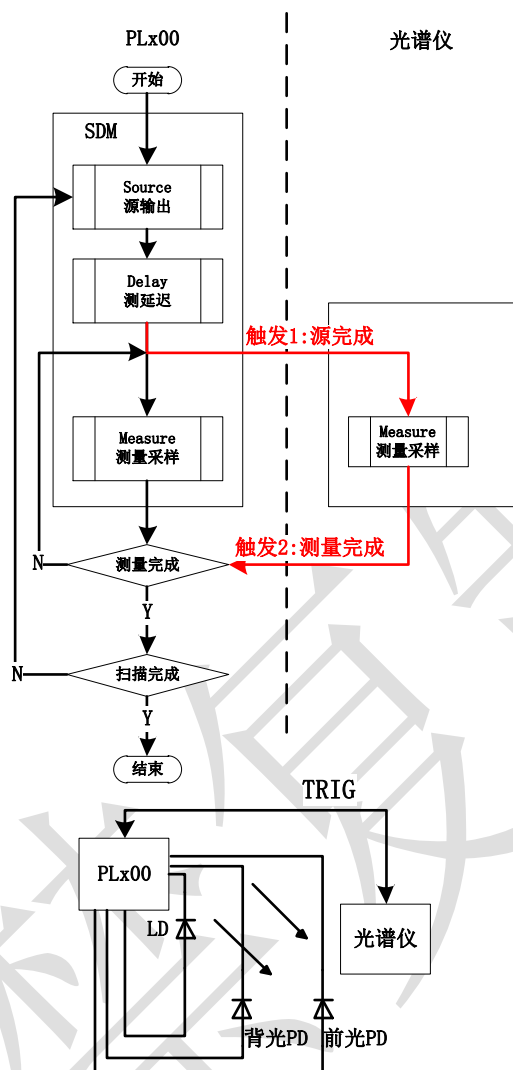 PLx00
光谱仪
开始
SDM
Source
源输出
Delay
测延迟
触发1:源完成
Measure
测量采样
Measure
测量采样
触发2:测量完成
测量完成
N
Y
扫描完成
N
Y
结束
TRIG
PLx00
光谱仪
LD
背光PD
前光PD